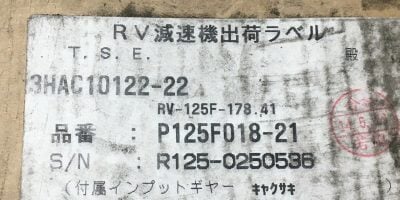 RV減速機出荷ラベル
T. S. E. 殿
3HAC10122-22
RV-125F-178.41
品番 : P125F018-21
S/N : R125-0250536
(付属インプットギヤー キャクサキ